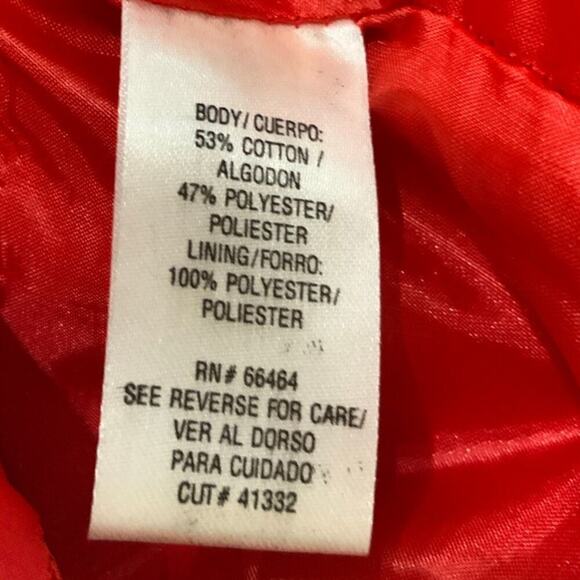 BODY/CUERPO:
53% COTTON /
ALGODON
47% POLYESTER/
POLIESTER
LINING/FORRO:
100% POLYESTER/
POLIESTER
RN# 66464
SEE REVERSE FOR CARE/
VER AL DORSO
PARA CUIDADO
CUT# 41332